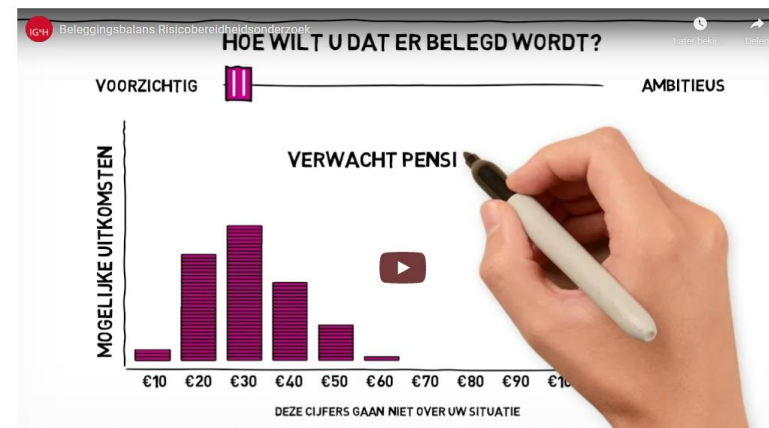 IG&H
Beleggingsbalans Risicobereidheidsonderzoek
HOE WILT U DAT ER BELEGD WORDT?
VOORZICHTIG
AMBITIEUS
VERWACHT PENSI
MOGELIJKE UITKOMSTEN
€10 €20 €30 €40 €50 €60 €70 €80 €90
DEZE CIJFERS GAAN NIET OVER UW SITUATIE